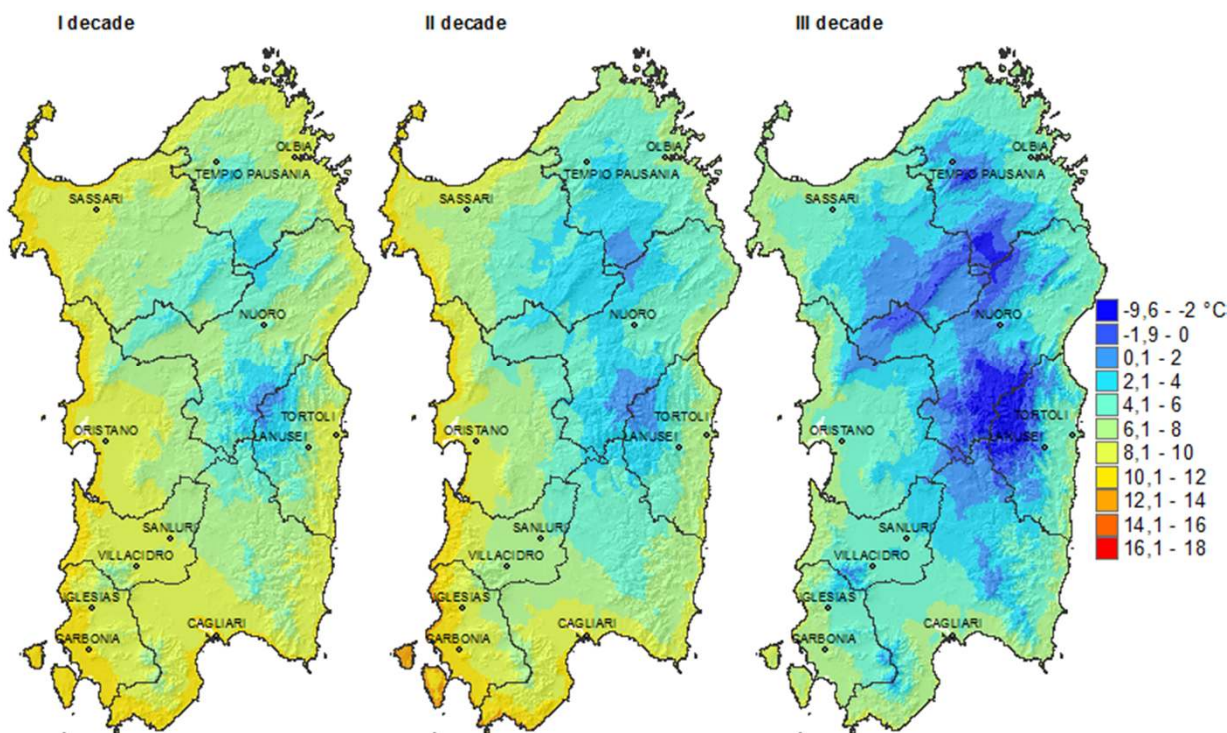 I decade
II decade
III decade
OLBIA
TEMPIO PAUSANIA
SASSARI
NUORO
TORTOLI
ORISTANO
LANUSEI
SANLURI
VILLACIDRO
IGLESIAS
CAGLIARI
CARBONIA
OLBIA
TEMPIO PAUSANIA
SASSARI
NUORO
TORTOLI
ORISTANO
LANUSEI
SANLURI
VILLACIDRO
IGLESIAS
CAGLIARI
CARBONIA
OLBIA
TEMPIO PAUSANIA
SASSARI
NUORO
TORTOLI
ORISTANO
LANUSEI
SANLURI
VILLACIDRO
IGLESIAS
CAGLIARI
CARBONIA
-9,6 - -2 °C
-1,9 - 0
0,1 - 2
2,1 - 4
4,1 - 6
6,1 - 8
8,1 - 10
10,1 - 12
12,1 - 14
14,1 - 16
16,1 - 18